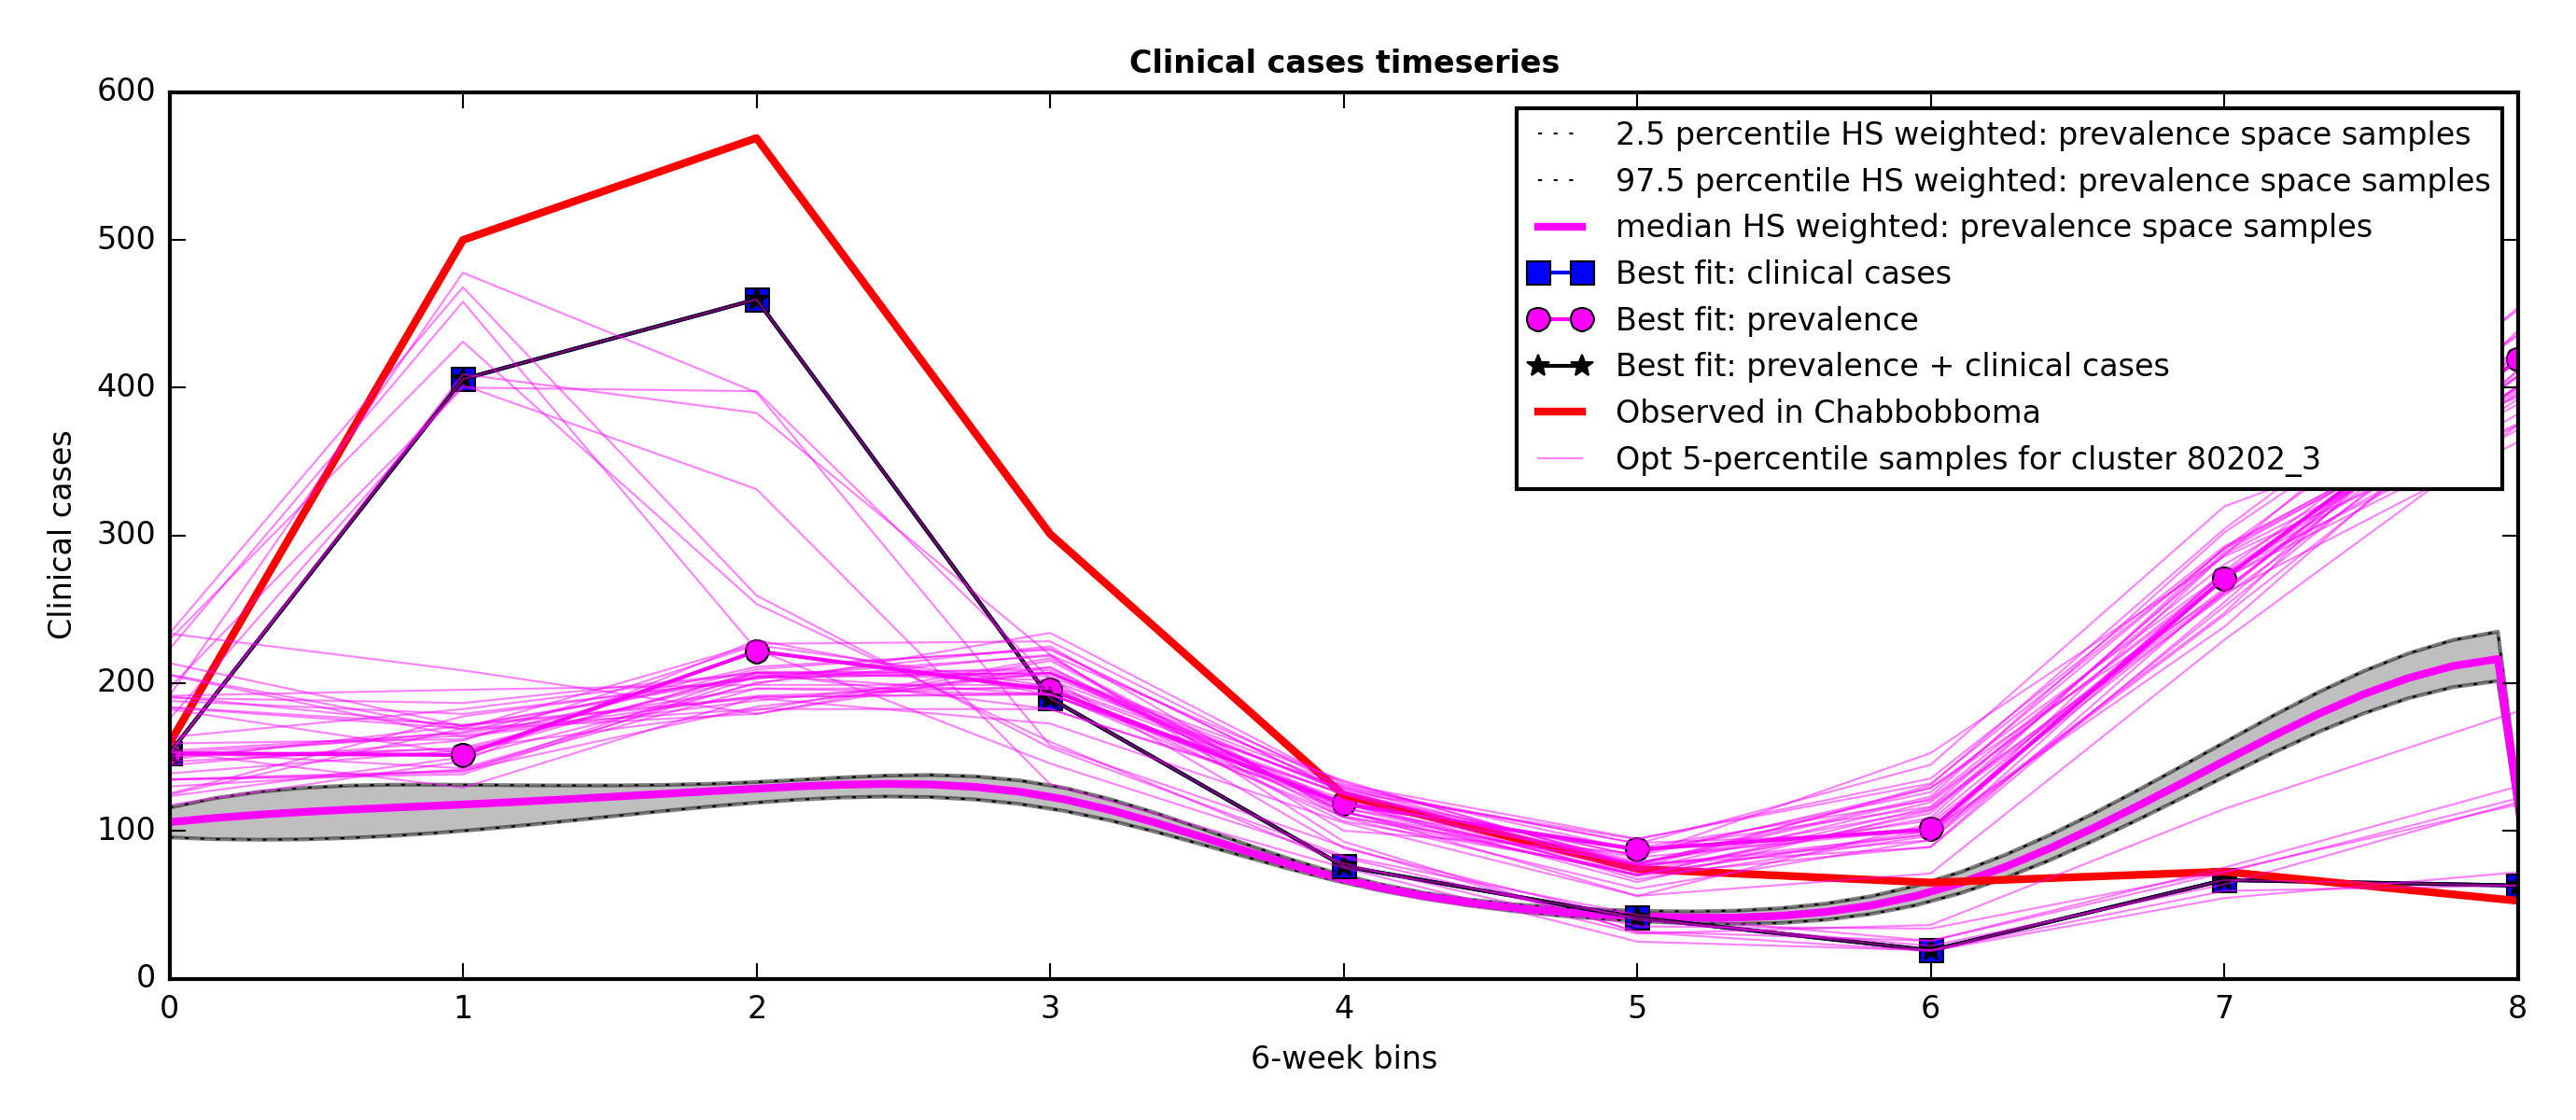 Clinical cases timeseries
600
500
400
300
200
100
0
Clinical cases
2.5 percentile HS weighted: prevalence space samples
97.5 percentile HS weighted: prevalence space samples
median HS weighted: prevalence space samples
Best fit: clinical cases
Best fit: prevalence
Best fit: prevalence + clinical cases
Observed in Chabbobboma
Opt 5-percentile samples for cluster 80202_3
0 1 2 3 4 5 6 7 8
6-week bins